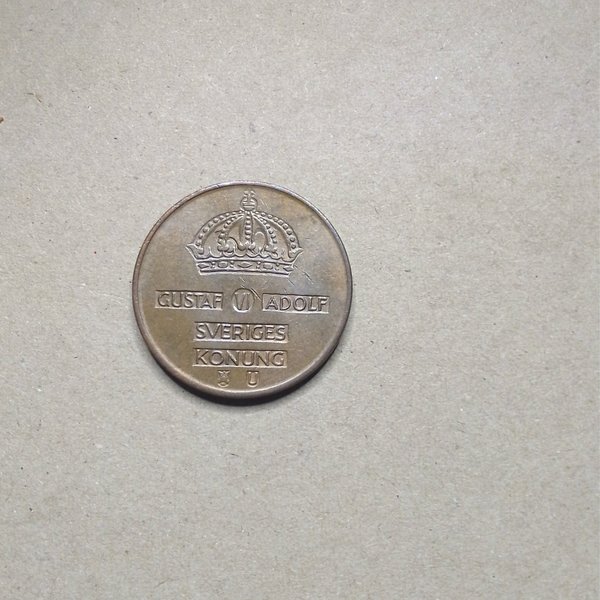 GUSTAF VI ADOLF
SVERIGES
KONUNG
U